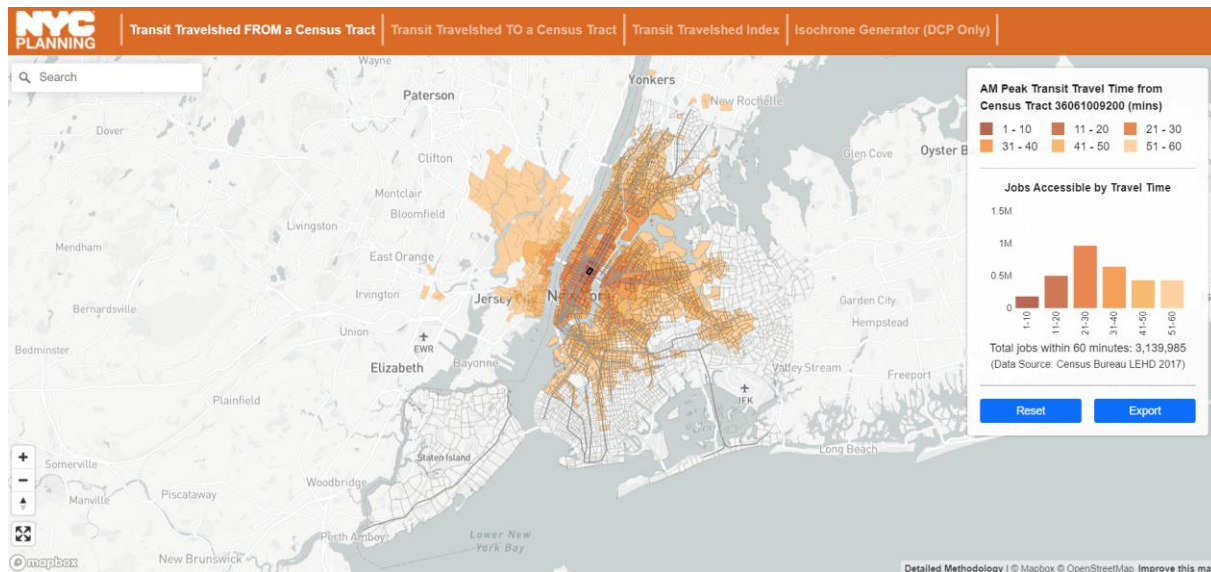 NYC
PLANNING
Transit Travelshed FROM a Census Tract
Transit Travelshed TO a Census Tract
Transit Travelshed Index
Isochrone Generator (DCP Only)
Search
Wayne
Yonkers
Paterson
New Rochelle
Dover
Clifton
Glen Cove
Oyster B
Montclair
Bloomfield
Livingston
Mendham
East Orange
Irvington
Jersey
Bernardsville
Union
Garden City
Hempstead
Bedminster
EWR
Elizabeth
Bayonne
Valley Stream
Freeport
JFK
Plainfield
Long Beach
Staten Island
Somerville
Woodbridge
Piscataway
Manville
Perth Amboy
Lower New
York Bay
New Brunswick
AM Peak Transit Travel Time from
Census Tract 36061009200 (mins)
1 - 10 11 - 20 21 - 30
31 - 40 41 - 50 51 - 60
Jobs Accessible by Travel Time
1.5M
1M
0.5M
0
1-10 11-20 21-30 31-40 41-50 51-60
Total jobs within 60 minutes: 3,139,985
(Data Source: Census Bureau LEHD 2017)
Reset Export
mapbox
Detailed Methodology | © Mapbox © OpenStreetMap Improve this ma